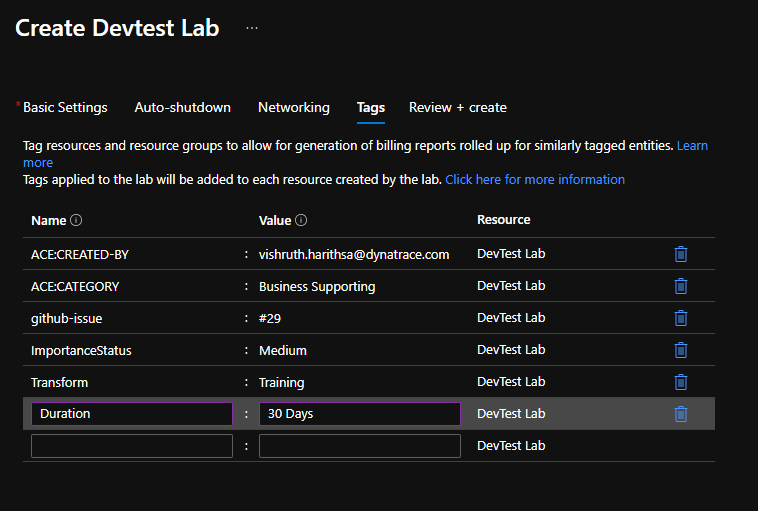 Create Devtest Lab ...
* Basic Settings Auto-shutdown Networking Tags Review + create
Tag resources and resource groups to allow for generation of billing reports rolled up for similarly tagged entities. Learn
more
Tags applied to the lab will be added to each resource created by the lab. Click here for more information
Name Value Resource
ACE:CREATED-BY : vishruth.harithsa@dynatrace.com DevTest Lab
ACE:CATEGORY : Business Supporting DevTest Lab
github-issue : #29 DevTest Lab
ImportanceStatus : Medium DevTest Lab
Transform : Training DevTest Lab
Duration : 30 Days DevTest Lab
: DevTest Lab